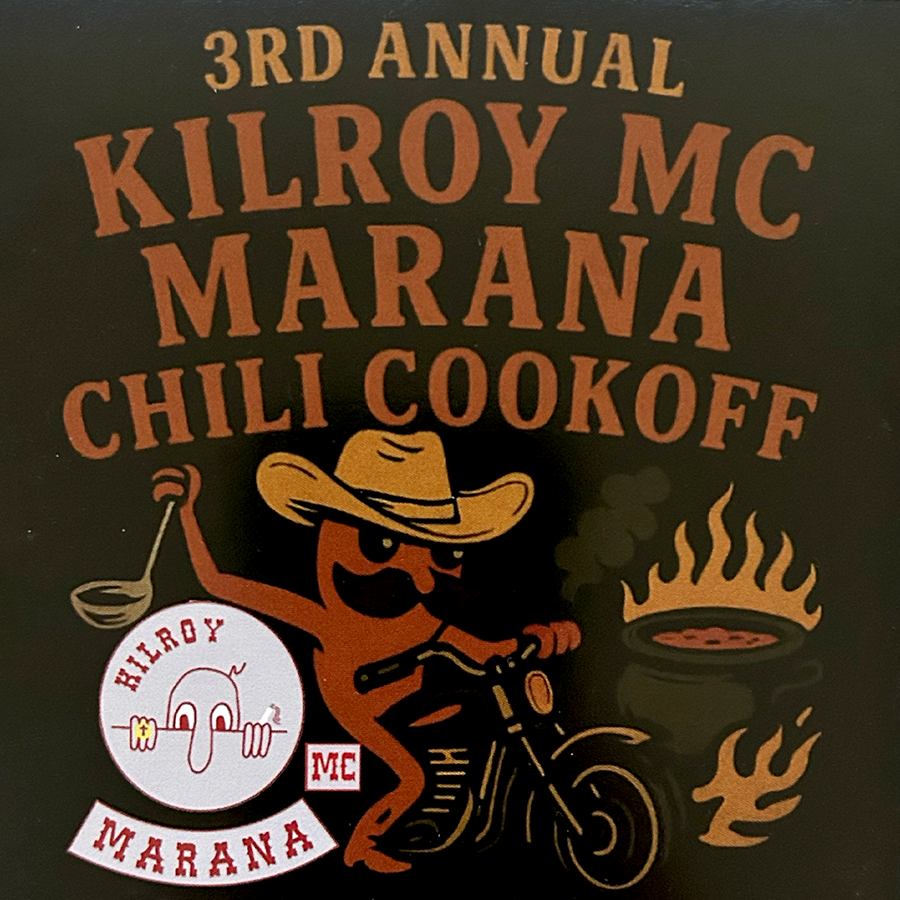 3RD ANNUAL
KILROY MC
MARANA
CHILI COOKOFF
KILROY
MC
MARANA